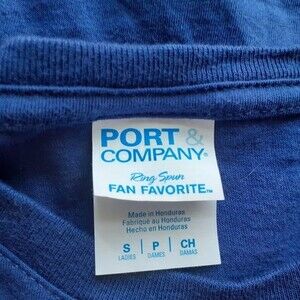 PORT &
COMPANY®
Ring Spun
FAN FAVORITE™
Made in Honduras
Fabriqué au Honduras
Hecho en Honduras
S | P | CH
LADIES DAMES DAMAS